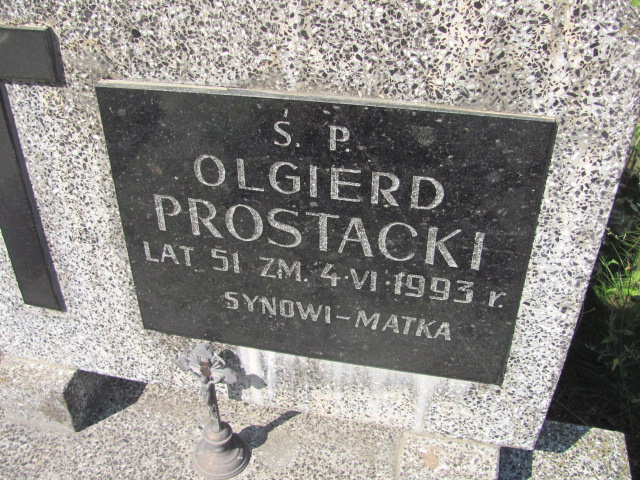 Ś. P.
OLGIERD
PROSTACKI
LAT 51 ZM. 4·VI·1993 r.
SYNOWI-MATKA